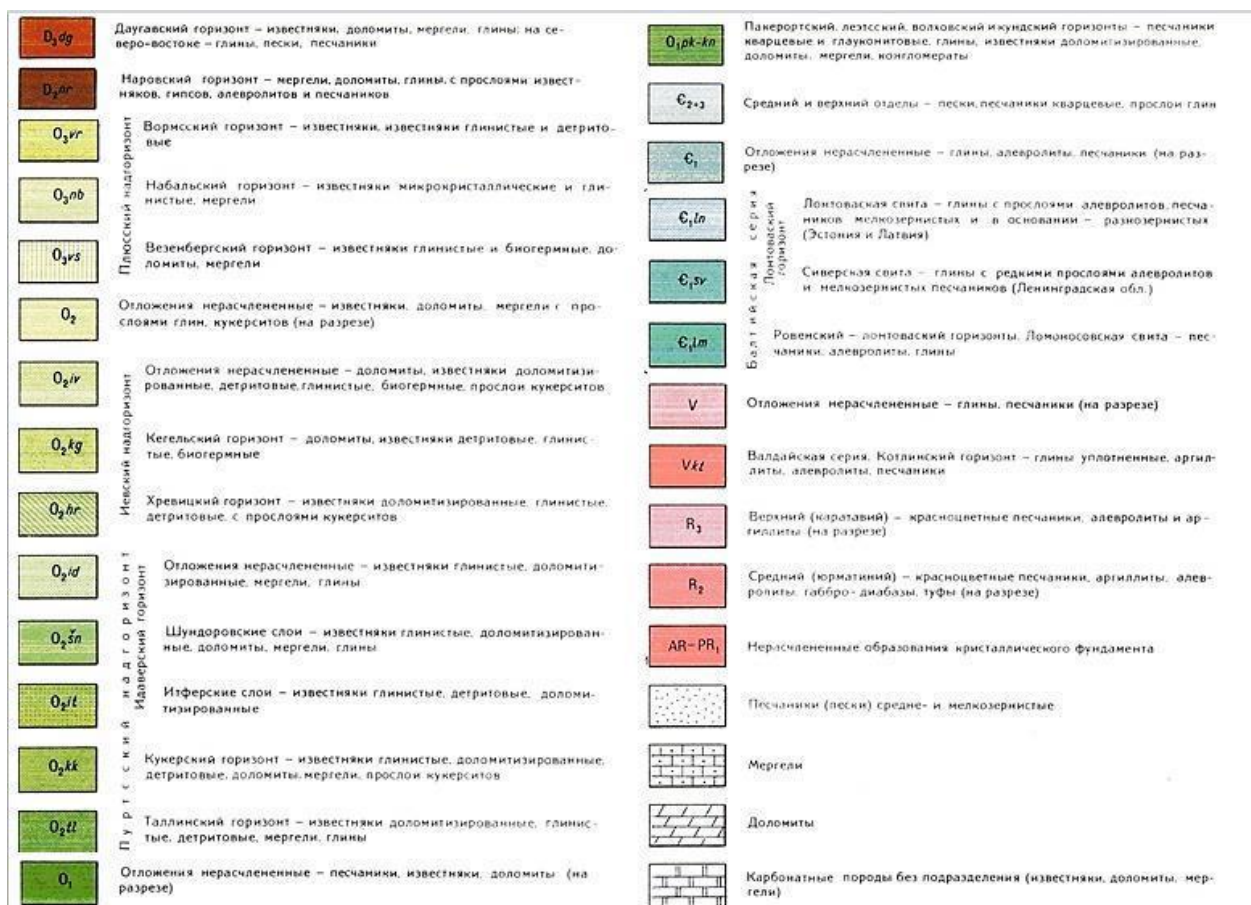 D₃dg
Даугавский горизонт – известняки, доломиты, мергели, глины; на се-
веро-востоке – глины, пески, песчаники
D₂nr
Наровский горизонт – мергели, доломиты, глины, с прослоями извест-
няков, гипсов, алевролитов и песчаников
Плюсский надгоризонт
O₃vr
Вормсский горизонт – известняки, известняки глинистые и детрито-
вые
O₃nb
Набальский горизонт – известняки микрокристаллические и гли-
нистые, мергели
O₃vs
Везенбергский горизонт – известняки глинистые и биогермные, до-
ломиты, мергели
O₂
Отложения нерасчлененные – известняки, доломиты, мергели с про-
слоями глин, кукерситов (на разрезе)
Иевский надгоризонт
O₂iv
Отложения нерасчлененные – доломиты, известняки доломитизи-
рованные, детритовые, глинистые, биогермные, прослои кукерситов
O₂kg
Кегельский горизонт – доломиты, известняки детритовые, глинис-
тые, биогермные
O₂hr
Хревицкий горизонт – известняки доломитизированные, глинистые,
детритовые, с прослоями кукерситов
Пуртсский надгоризонт
Идаверский горизонт
O₂id
Отложения нерасчлененные – известняки глинистые, доломити-
зированные, мергели, глины
O₂šn
Шундоровские слои – известняки глинистые, доломитизирован-
ные, доломиты, мергели, глины
O₂it
Итферские слои – известняки глинистые, детритовые, доломи-
тизированные
O₂kk
Кукерский горизонт – известняки глинистые, доломитизированные,
детритовые, доломиты, мергели, прослои кукерситов
O₂tl
Таллинский горизонт – известняки доломитизированные, глинис-
тые, детритовые, мергели, глины
O₁
Отложения нерасчлененные – песчаники, известняки, доломиты (на
разрезе)
O₁pk-kn
Пакерортский, леэтсский, волховский и кундский горизонты – песчаники
кварцевые и глауконитовые, глины, известняки доломитизированные,
доломиты, мергели, конгломераты
Є₂₊₃
Средний и верхний отделы – пески, песчаники кварцевые, прослои глин
Є₁
Отложения нерасчлененные – глины, алевролиты, песчаники (на раз-
резе)
Балтийская серия
Лонтоваский горизонт
Є₁ln
Лонтоваская свита – глины с прослоями алевролитов, песча-
ников мелкозернистых и в основании – разнозернистых
(Эстония и Латвия)
Є₁sv
Сиверская свита – глины с редкими прослоями алевролитов
и мелкозернистых песчаников (Ленинградская обл.)
Є₁lm
Ровенский – лонтоваский горизонты. Ломоносовская свита – пес-
чаники, алевролиты, глины
V
Отложения нерасчлененные – глины, песчаники (на разрезе)
Vkt
Валдайская серия. Котлинский горизонт – глины уплотненные, аргил-
литы, алевролиты, песчаники
R₃
Верхний (каратавий) – красноцветные песчаники, алевролиты и ар-
гиллиты (на разрезе)
R₂
Средний (юрматиний) – красноцветные песчаники, аргиллиты, алев-
ролиты, габбро-диабазы, туфы (на разрезе)
AR–PR₁
Нерасчлененные образования кристаллического фундамента
Песчаники (пески) средне- и мелкозернистые
Мергели
Доломиты
Карбонатные породы без подразделения (известняки, доломиты, мер-
гели)